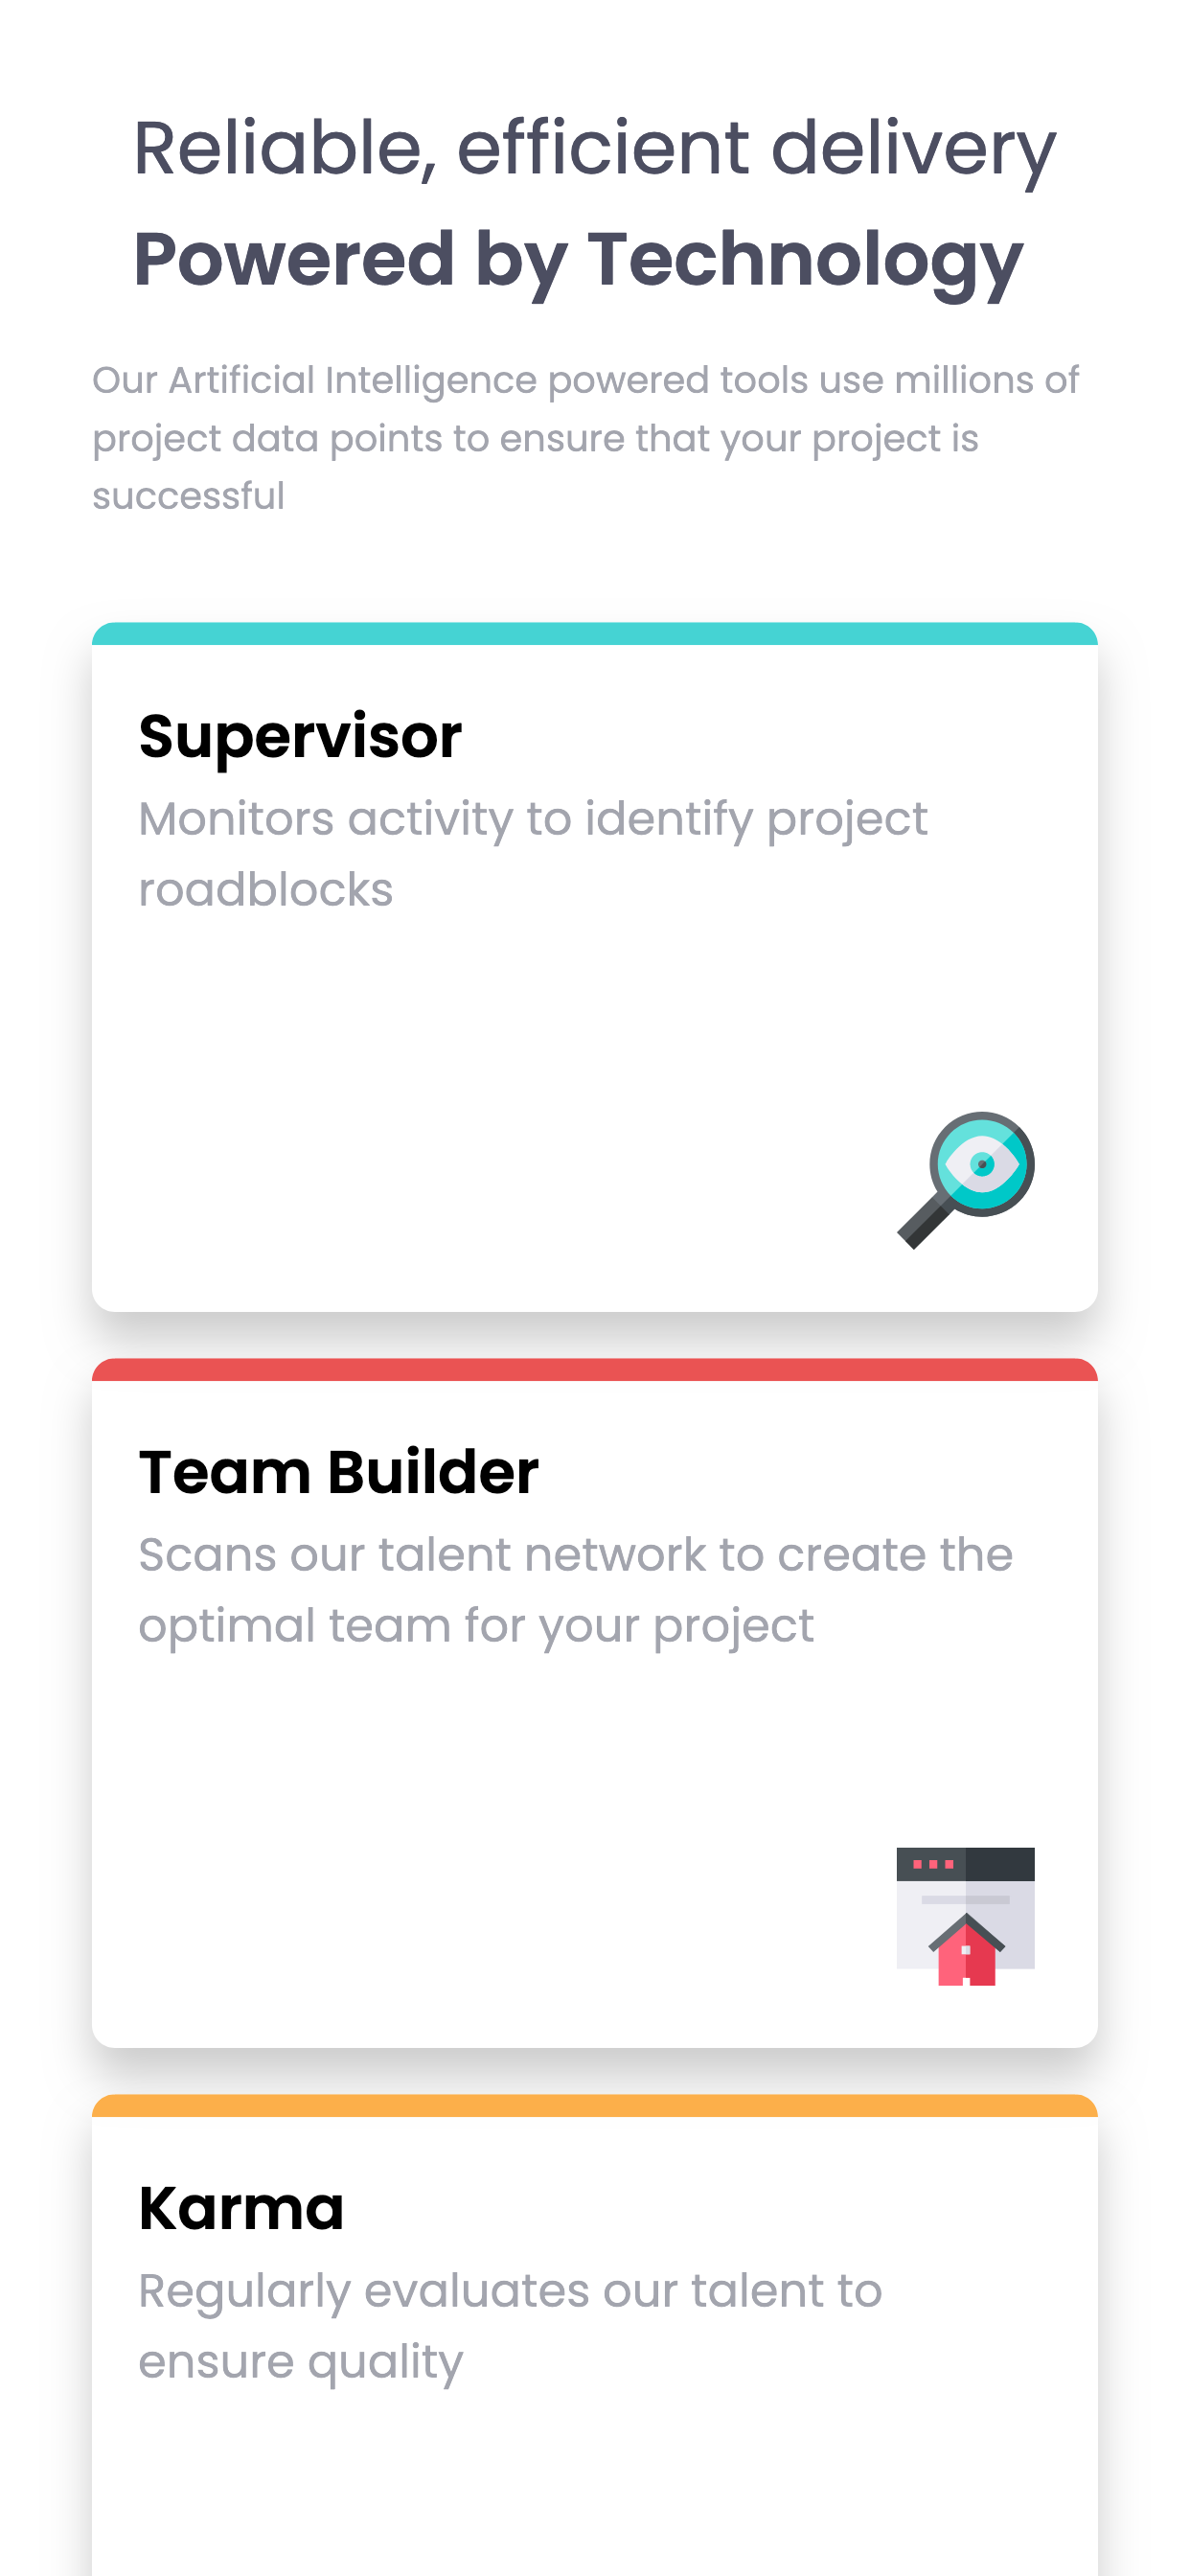 Reliable, efficient delivery
Powered by Technology
Our Artificial Intelligence powered tools use millions of
project data points to ensure that your project is
successful
Supervisor
Monitors activity to identify project
roadblocks
Team Builder
Scans our talent network to create the
optimal team for your project
Karma
Regularly evaluates our talent to
ensure quality